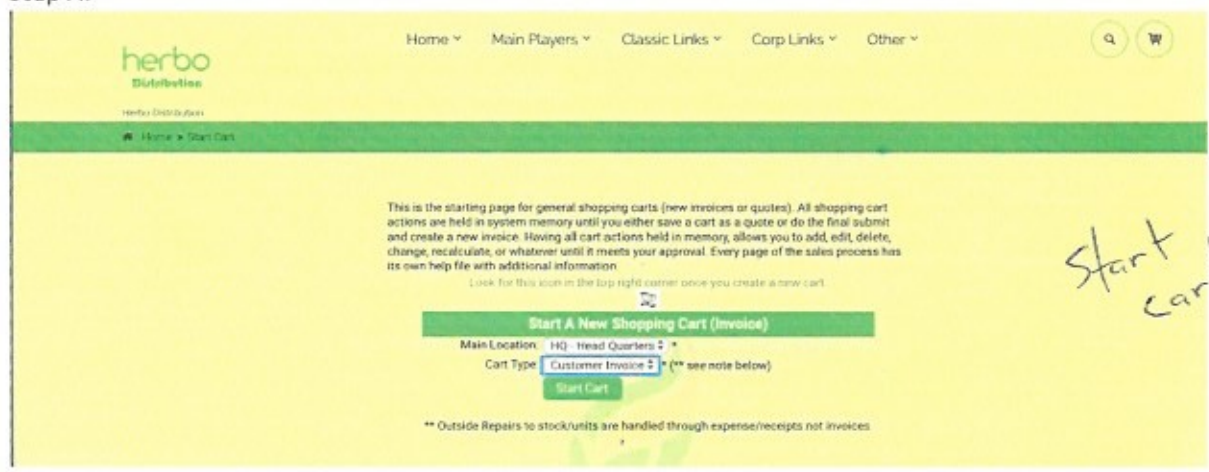 Home Main Players Classic Links Corp Links Other
herbo
Distribution
Herbo Distribution
Home » Start Cart
This is the starting page for general shopping carts (new invoices or quotes). All shopping cart
actions are held in system memory until you either save a cart as a quote or do the final submit
and create a new invoice. Having all cart actions held in memory, allows you to add, edit, delete,
change, recalculate, or whatever until it meets your approval. Every page of the sales process has
its own help file with additional information.
Look for this icon in the top right corner once you create a new cart.
Start
car
Start A New Shopping Cart (Invoice)
Main Location: HQ - Head Quarters *
Cart Type: Customer Invoice * (** see note below)
Start Cart
** Outside Repairs to stock/units are handled through expense/receipts not invoices